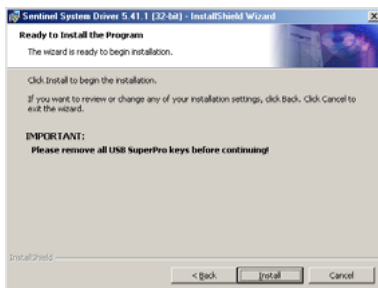 Sentinel System Driver 5.41.1 (32-bit) - InstallShield Wizard
Ready to Install the Program
The wizard is ready to begin installation.
Click Install to begin the installation.
If you want to review or change any of your installation settings, click Back. Click Cancel to
exit the wizard.
IMPORTANT:
Please remove all USB SuperPro keys before continuing!
InstallShield
< Back Install Cancel